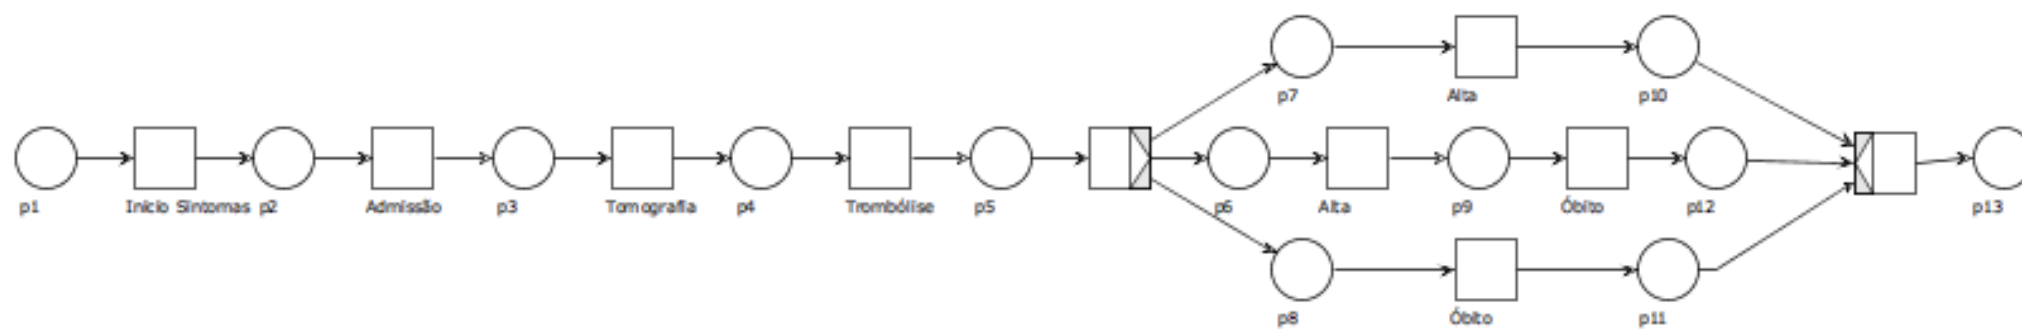 p7 Alta p10
p1 Início Sintomas p2 Admissão p3 Tomografia p4 Trombólise p5 p6 Alta p9 Óbito p12 p13
p8 Óbito p11